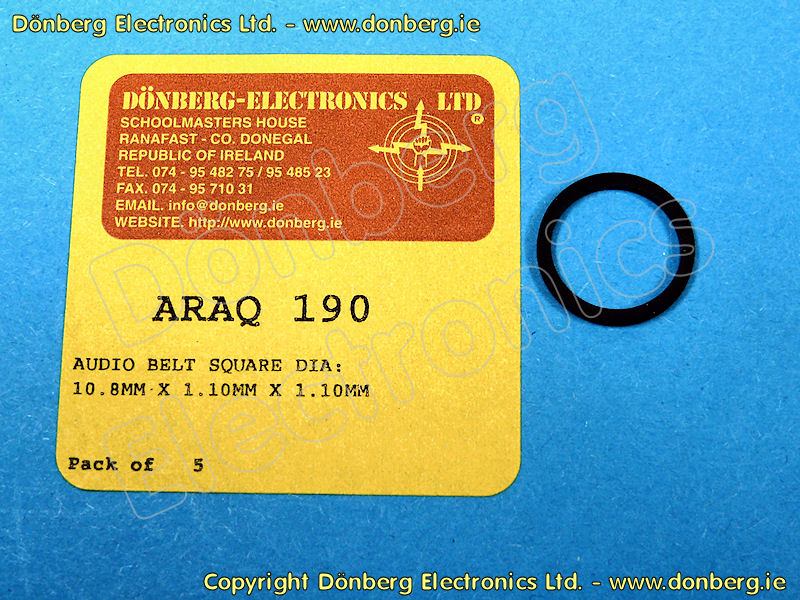 Dönberg Electronics Ltd. - www.donberg.ie
DÖNBERG-ELECTRONICS LTD
®
SCHOOLMASTERS HOUSE
RANAFAST - CO. DONEGAL
REPUBLIC OF IRELAND
TEL. 074 - 95 482 75 / 95 485 23
FAX. 074 - 95 710 31
EMAIL. info@donberg.ie
WEBSITE. http://www.donberg.ie
Dönberg
Electronics
ARAQ 190
AUDIO BELT SQUARE DIA:
10.8MM X 1.10MM X 1.10MM
Pack of 5
Copyright Dönberg Electronics Ltd. - www.donberg.ie